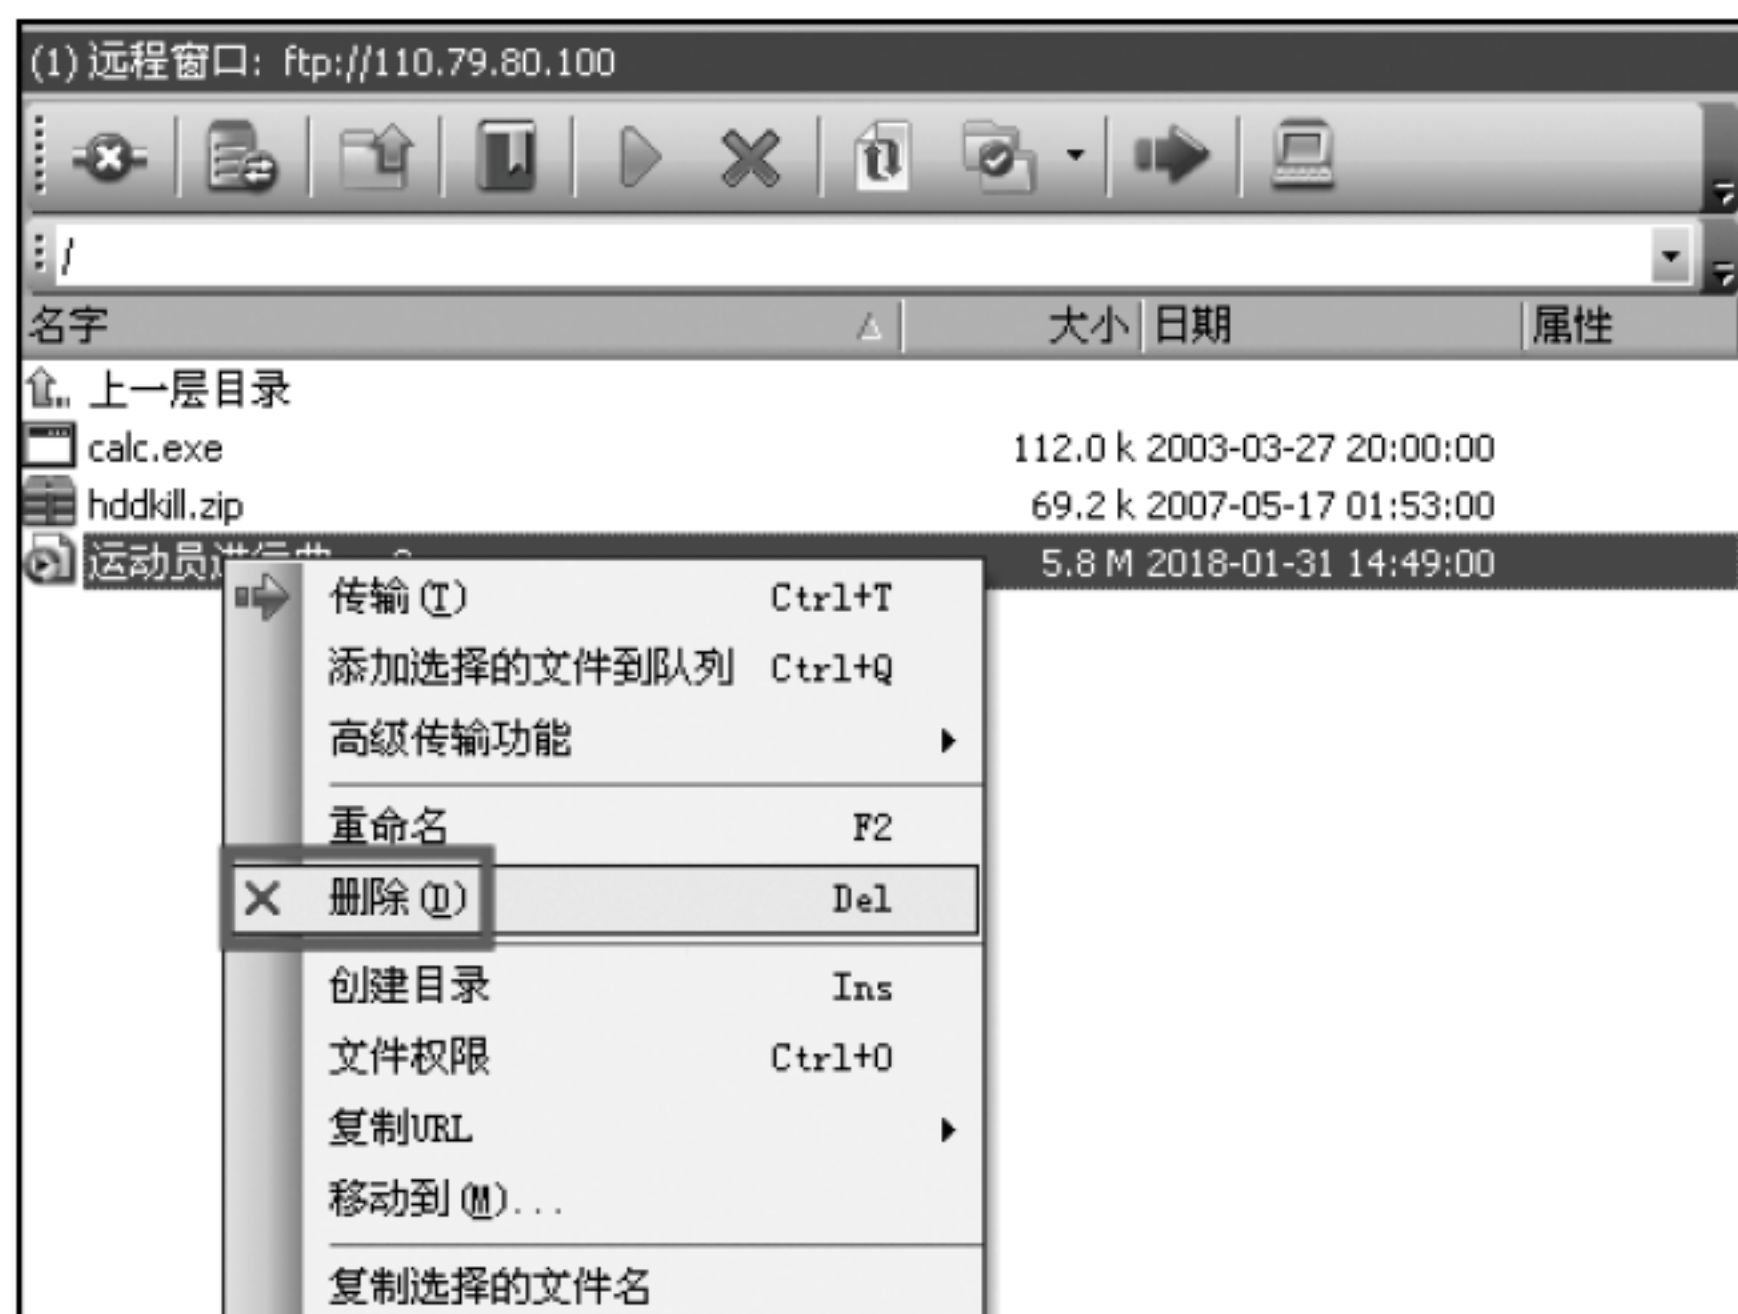 (1) 远程窗口: ftp://110.79.80.100
/
名字 大小 日期 属性
上一层目录
calc.exe 112.0 k 2003-03-27 20:00:00
hddkill.zip 69.2 k 2007-05-17 01:53:00
运动员进行曲 5.8 M 2018-01-31 14:49:00
传输(T) Ctrl+T
添加选择的文件到队列 Ctrl+Q
高级传输功能
重命名 F2
删除(D) Del
创建目录 Ins
文件权限 Ctrl+O
复制URL
移动到(M)...
复制选择的文件名